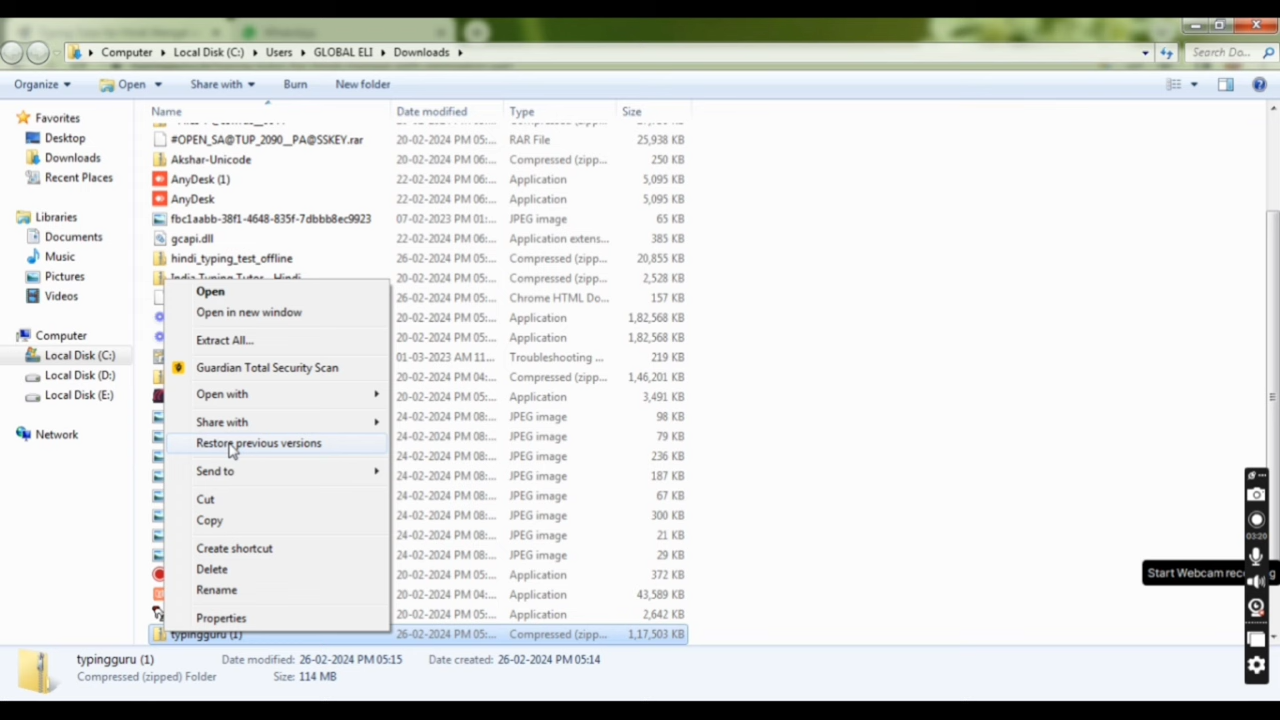 Computer Local Disk (C:) Users GLOBAL ELI Downloads
Search Do...
Organize Open Share with Burn New folder
Name Date modified Type Size
Favorites
Desktop
Downloads
Recent Places
Libraries
Documents
Music
Pictures
Videos
Computer
Local Disk (C:)
Local Disk (D:)
Local Disk (E:)
Network
#OPEN_SA@TUP_2090__PA@SSKEY.rar 20-02-2024 PM 05:... RAR File 25,938 KB
Akshar-Unicode 20-02-2024 PM 06:... Compressed (zipp... 250 KB
AnyDesk (1) 22-02-2024 PM 06:... Application 5,095 KB
AnyDesk 22-02-2024 PM 06:... Application 5,095 KB
fbc1aabb-38f1-4648-835f-7dbbb8ec9923 07-02-2023 PM 01:... JPEG image 65 KB
gcapi.dll 22-02-2024 PM 06:... Application extens... 385 KB
hindi_typing_test_offline 26-02-2024 PM 05:... Compressed (zipp... 20,855 KB
India Typing Tutor - Hindi 20-02-2024 PM 05:... Compressed (zipp... 2,528 KB
26-02-2024 PM 05:... Chrome HTML Do... 157 KB
20-02-2024 PM 05:... Application 1,82,568 KB
20-02-2024 PM 05:... Application 1,82,568 KB
01-03-2023 AM 11... Troubleshooting ... 219 KB
20-02-2024 PM 04:... Compressed (zipp... 1,46,201 KB
20-02-2024 PM 05:... Application 3,491 KB
24-02-2024 PM 08:... JPEG image 98 KB
24-02-2024 PM 08:... JPEG image 79 KB
24-02-2024 PM 08:... JPEG image 236 KB
24-02-2024 PM 08:... JPEG image 187 KB
24-02-2024 PM 08:... JPEG image 67 KB
24-02-2024 PM 08:... JPEG image 300 KB
24-02-2024 PM 08:... JPEG image 21 KB
24-02-2024 PM 08:... JPEG image 29 KB
20-02-2024 PM 05:... Application 372 KB
20-02-2024 PM 05:... Application 43,589 KB
20-02-2024 PM 05:... Application 2,642 KB
typingguru (1) 26-02-2024 PM 05:... Compressed (zipp... 1,17,503 KB
Open
Open in new window
Extract All...
Guardian Total Security Scan
Open with
Share with
Restore previous versions
Send to
Cut
Copy
Create shortcut
Delete
Rename
Properties
03:20
Start Webcam rec
typingguru (1) Date modified: 26-02-2024 PM 05:15 Date created: 26-02-2024 PM 05:14
Compressed (zipped) Folder Size: 114 MB